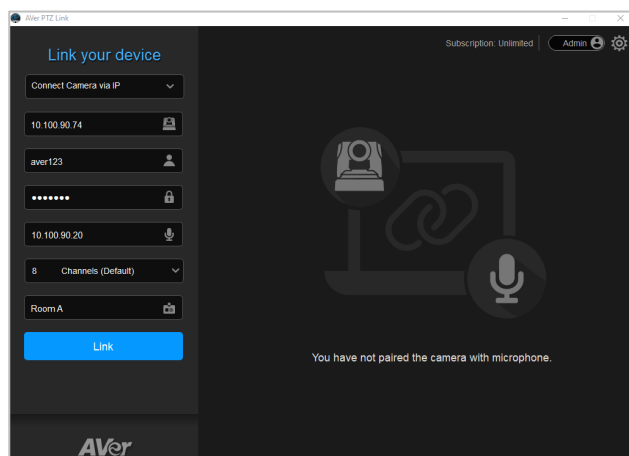 AVer PTZ Link
Link your device
Subscription: Unlimited
Admin
Connect Camera via IP
10.100.90.74
aver123
•••••••
10.100.90.20
8 Channels (Default)
Room A
Link
You have not paired the camera with microphone.
AVer